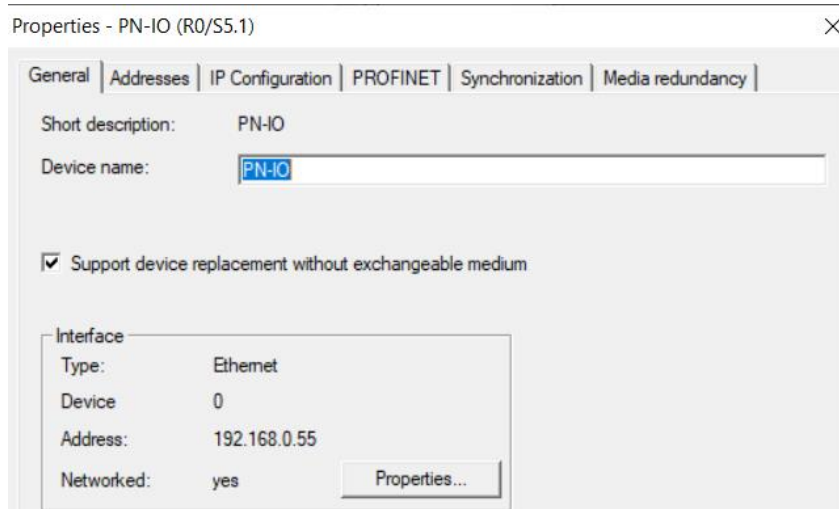 Properties - PN-IO (R0/S5.1)
General Addresses IP Configuration PROFINET Synchronization Media redundancy
Short description: PN-IO
Device name: PN-IO
Support device replacement without exchangeable medium
Interface
Type: Ethernet
Device 0
Address: 192.168.0.55
Networked: yes Properties...